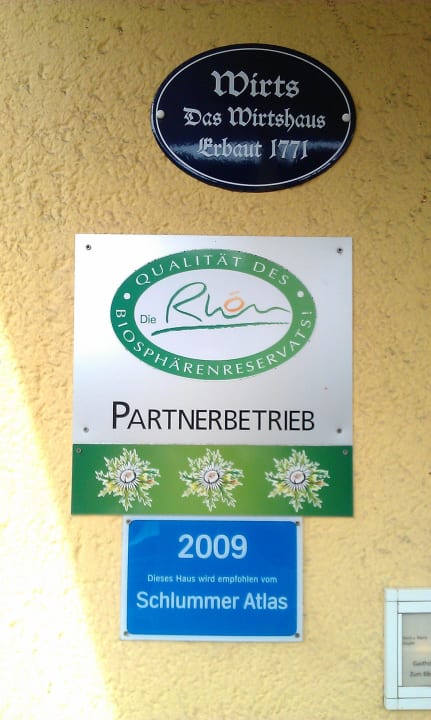 Wirts
Das Wirtshaus
Erbaut 1771
QUALITÄT DES
Die Rhön
BIOSPHÄRENRESERVATS!
PARTNERBETRIEB
2009
Dieses Haus wird empfohlen vom
Schlummer Atlas
Zum